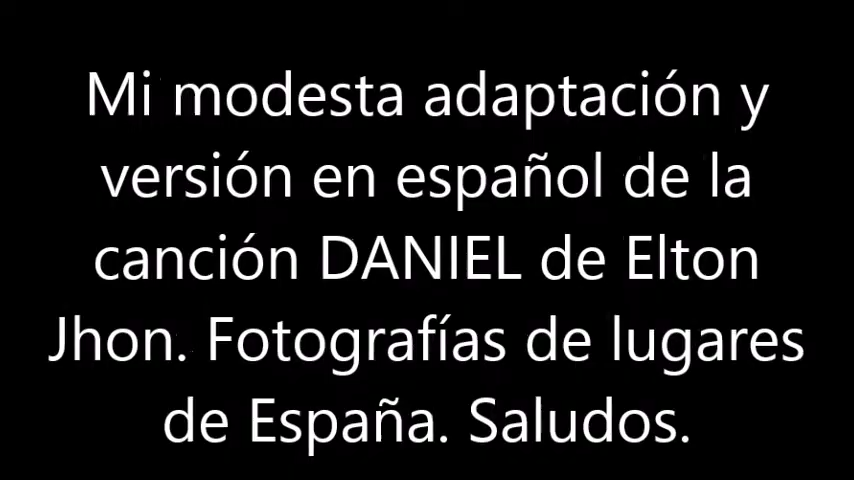 Mi modesta adaptación y
versión en español de la
canción DANIEL de Elton
Jhon. Fotografías de lugares
de España. Saludos.